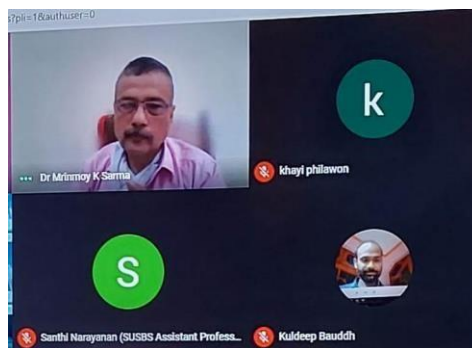 s?pli=1&authuser=0
k
Dr Mrinmoy K Sarma
khayi philawon
S
Santhi Narayanan (SUSBS Assistant Profess...
Kuldeep Bauddh